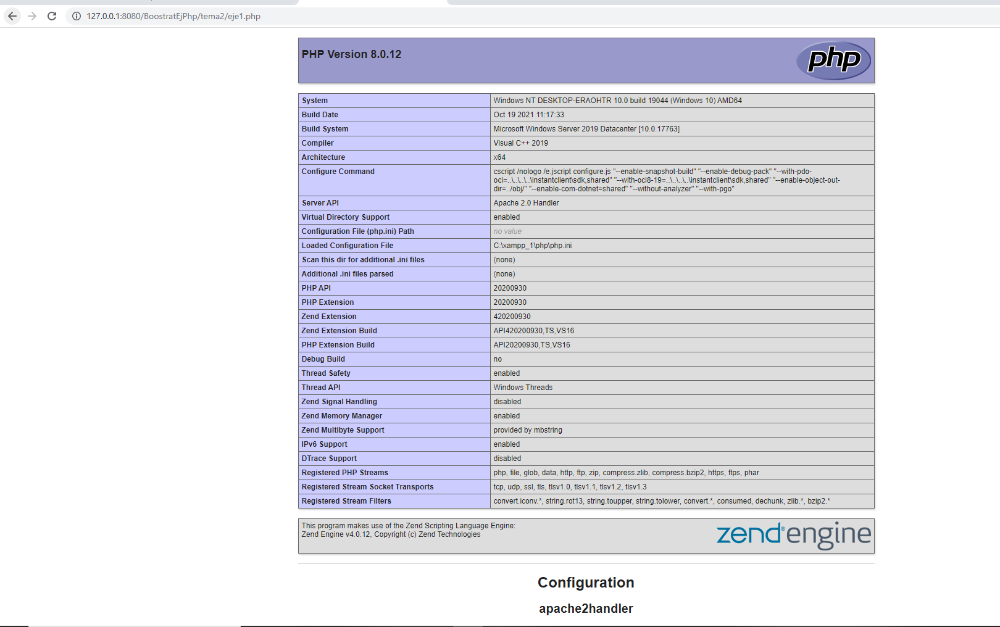 127.0.0.1:8080/BoostratEjPhp/tema2/eje1.php
PHP Version 8.0.12
php
System Windows NT DESKTOP-ERAOHTR 10.0 build 19044 (Windows 10) AMD64
Build Date Oct 19 2021 11:17:33
Build System Microsoft Windows Server 2019 Datacenter [10.0.17763]
Compiler Visual C++ 2019
Architecture x64
Configure Command cscript /nologo /e:jscript configure.js "--enable-snapshot-build" "--enable-debug-pack" "--with-pdo-
oci=..\..\..\..\instantclient\sdk,shared" "--with-oci8-19=..\..\..\..\instantclient\sdk,shared" "--enable-object-out-
dir=../obj/" "--enable-com-dotnet=shared" "--without-analyzer" "--with-pgo"
Server API Apache 2.0 Handler
Virtual Directory Support enabled
Configuration File (php.ini) Path no value
Loaded Configuration File C:\xampp_1\php\php.ini
Scan this dir for additional .ini files (none)
Additional .ini files parsed (none)
PHP API 20200930
PHP Extension 20200930
Zend Extension 420200930
Zend Extension Build API420200930,TS,VS16
PHP Extension Build API20200930,TS,VS16
Debug Build no
Thread Safety enabled
Thread API Windows Threads
Zend Signal Handling disabled
Zend Memory Manager enabled
Zend Multibyte Support provided by mbstring
IPv6 Support enabled
DTrace Support disabled
Registered PHP Streams php, file, glob, data, http, ftp, zip, compress.zlib, compress.bzip2, https, ftps, phar
Registered Stream Socket Transports tcp, udp, ssl, tls, tlsv1.0, tlsv1.1, tlsv1.2, tlsv1.3
Registered Stream Filters convert.iconv.*, string.rot13, string.toupper, string.tolower, convert.*, consumed, dechunk, zlib.*, bzip2.*
This program makes use of the Zend Scripting Language Engine:
Zend Engine v4.0.12, Copyright (c) Zend Technologies
zend® engine
Configuration
apache2handler